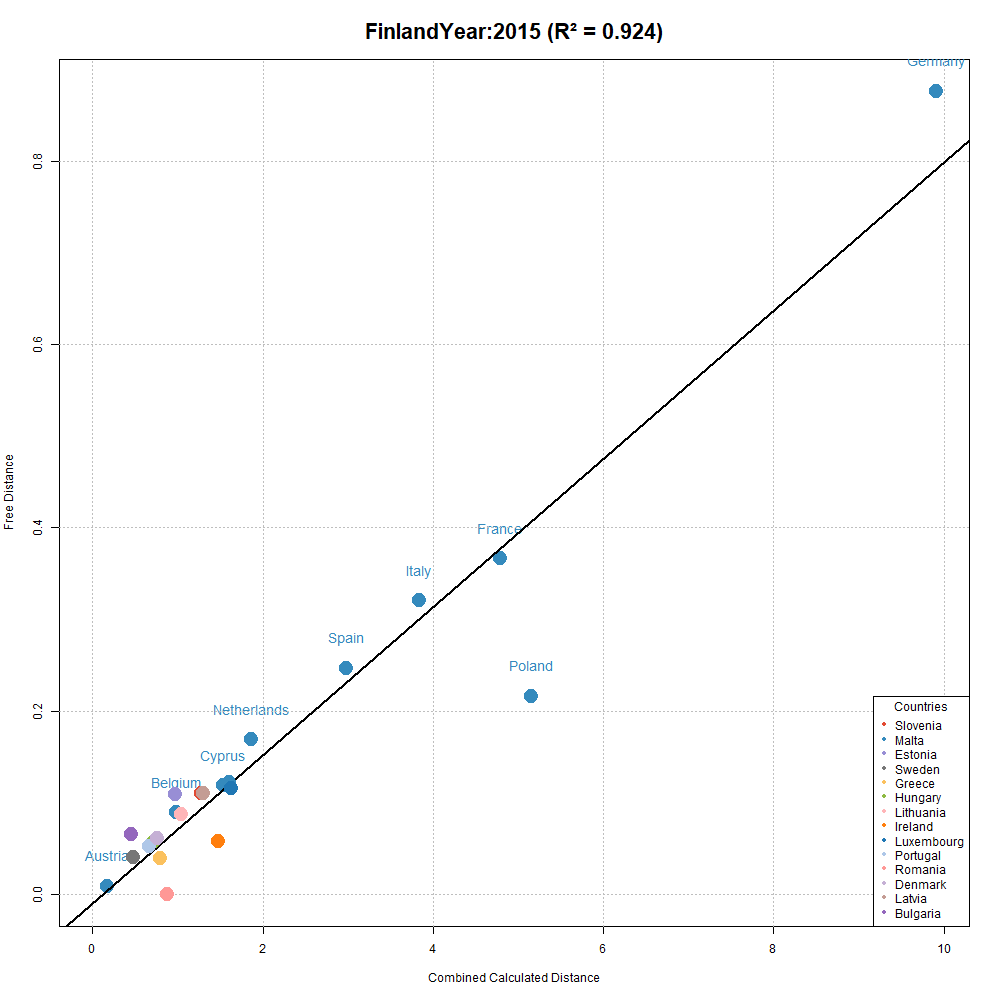 FinlandYear:2015 (R² = 0.924)
Germany
France
Italy
Poland
Spain
Netherlands
Cyprus
Belgium
Austria
Free Distance
0.8
0.6
0.4
0.2
0.0
0
2
4
6
8
10
Combined Calculated Distance
Countries
Slovenia
Malta
Estonia
Sweden
Greece
Hungary
Lithuania
Ireland
Luxembourg
Portugal
Romania
Denmark
Latvia
Bulgaria